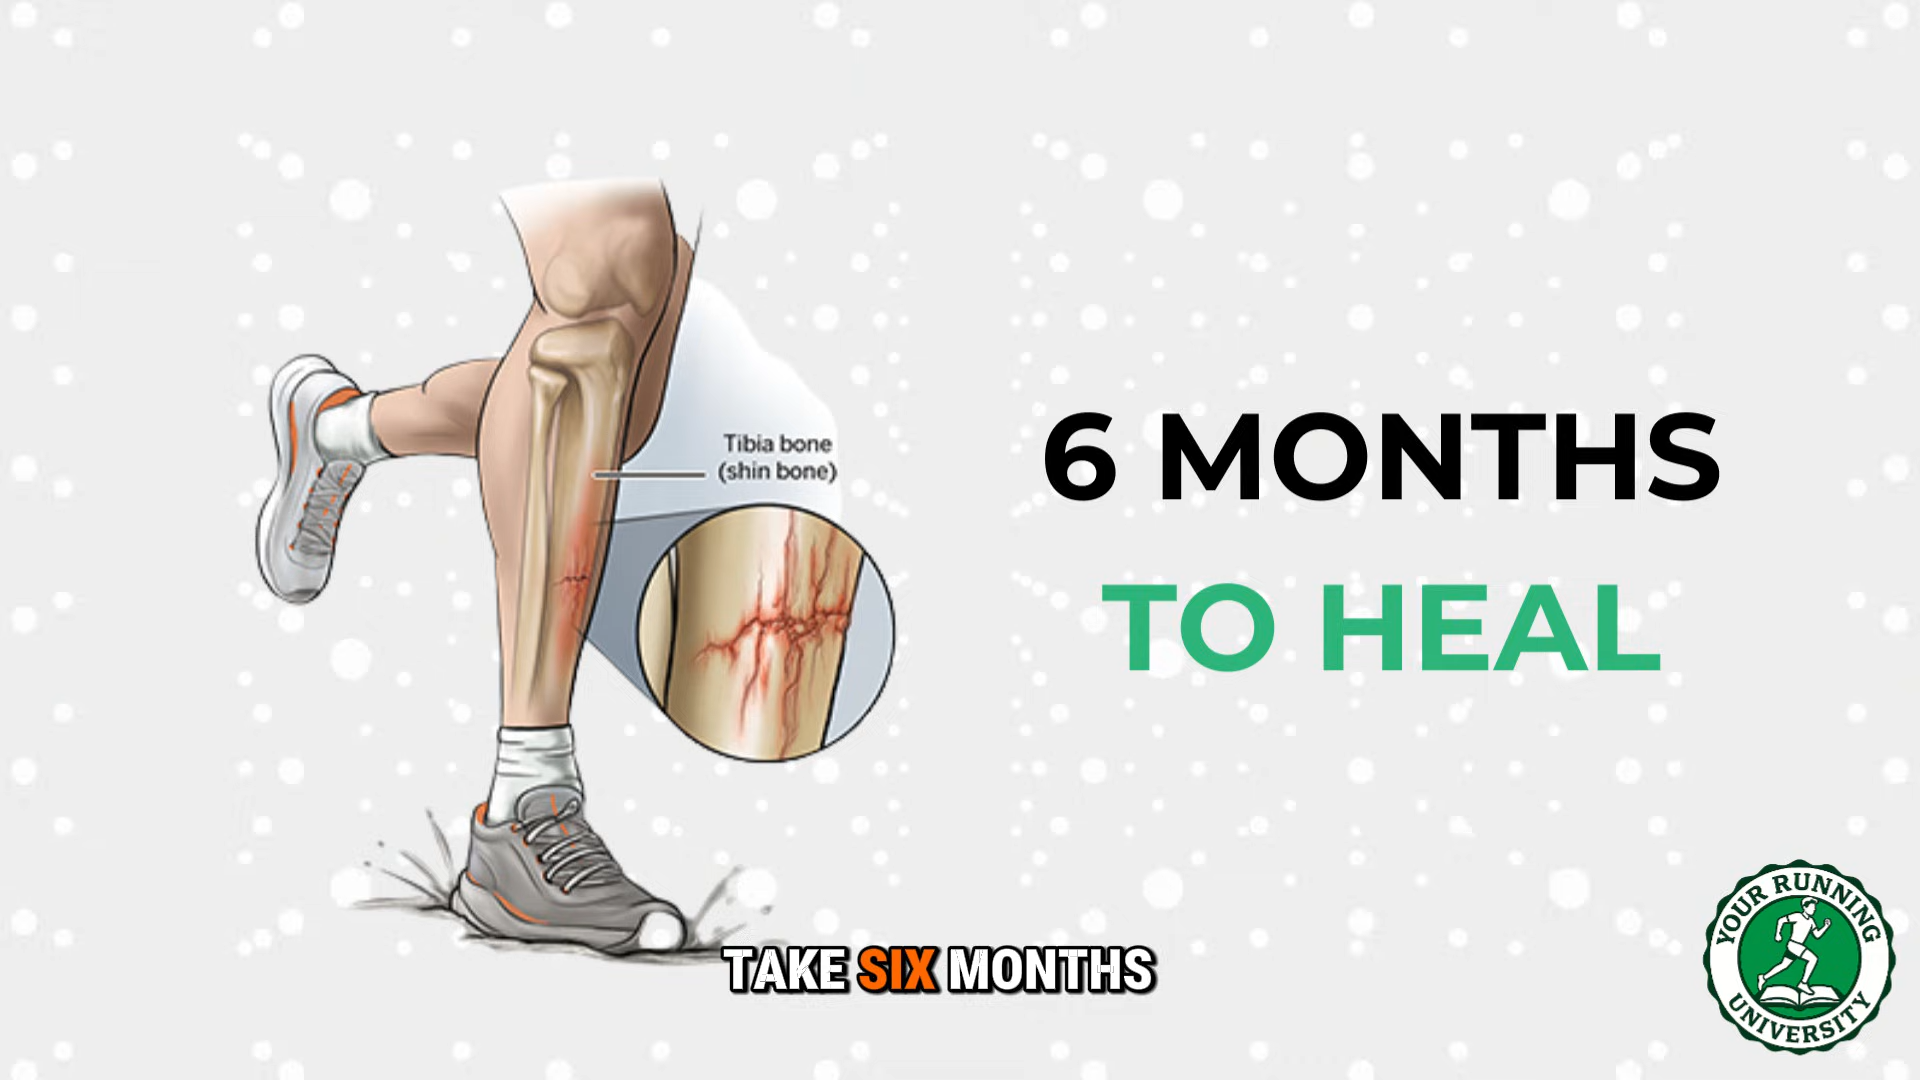 Tibia bone
(shin bone)
6 MONTHS
TO HEAL
TAKE SIX MONTHS
YOUR RUNNING
UNIVERSITY